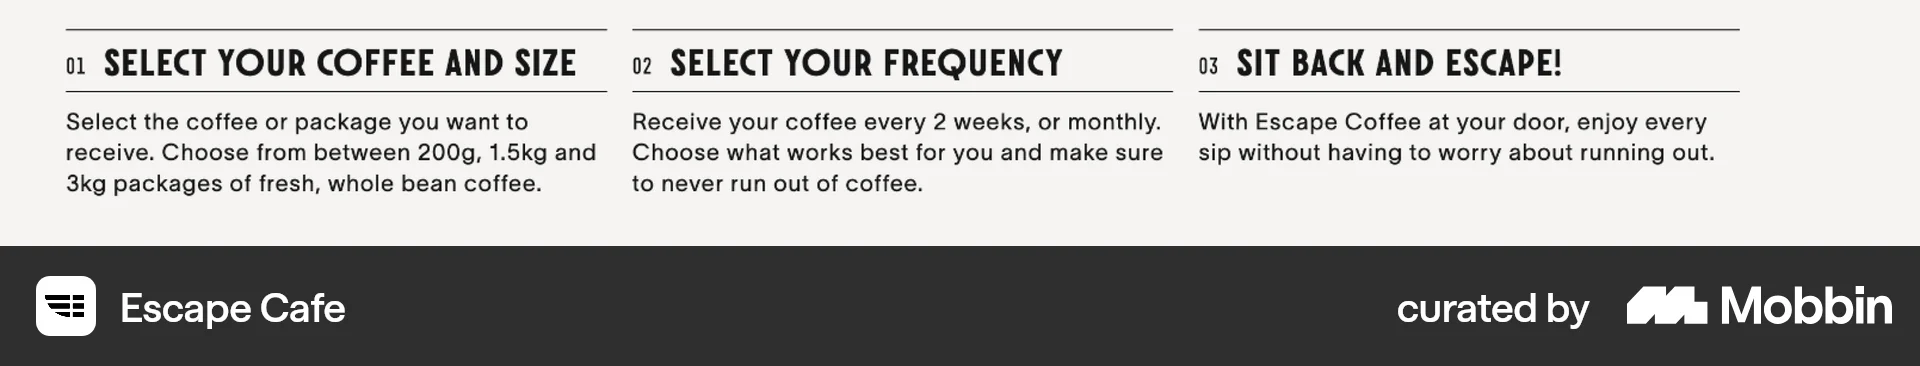 01 SELECT YOUR COFFEE AND SIZE
Select the coffee or package you want to
receive. Choose from between 200g, 1.5kg and
3kg packages of fresh, whole bean coffee.
02 SELECT YOUR FREQUENCY
Receive your coffee every 2 weeks, or monthly.
Choose what works best for you and make sure
to never run out of coffee.
03 SIT BACK AND ESCAPE!
With Escape Coffee at your door, enjoy every
sip without having to worry about running out.
Escape Cafe
curated by Mobbin